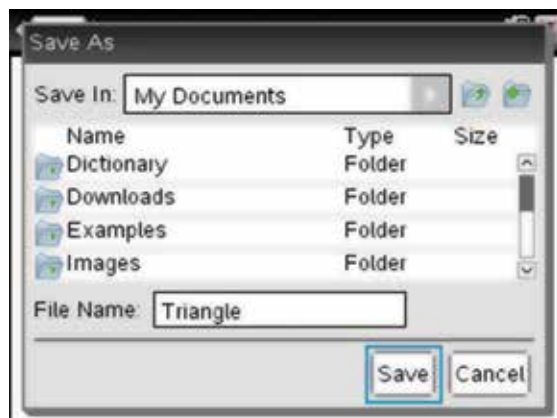 Save As
Save In: My Documents
Name Type Size
Dictionary Folder
Downloads Folder
Examples Folder
Images Folder
File Name: Triangle
Save Cancel